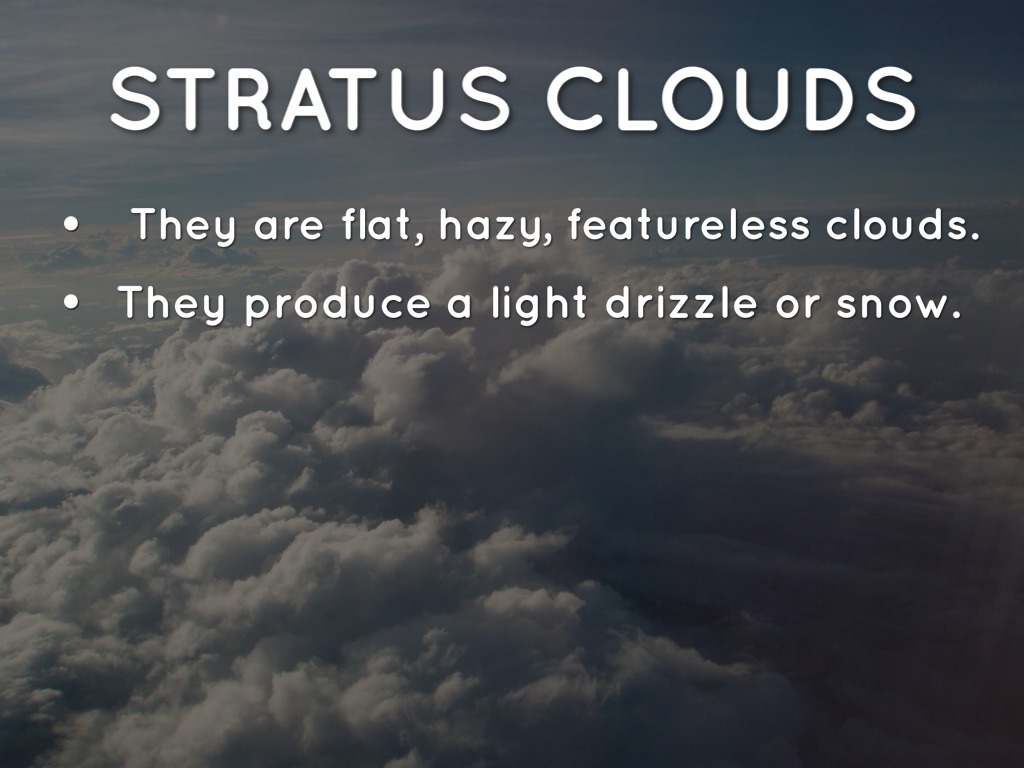 STRATUS CLOUDS
• They are flat, hazy, featureless clouds.
• They produce a light drizzle or snow.